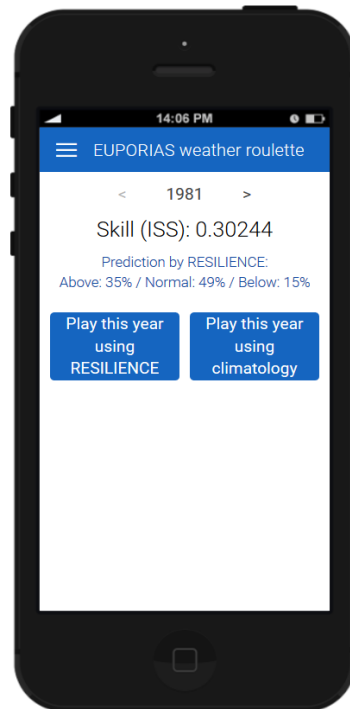 14:06 PM
EUPORIAS weather roulette
< 1981 >
Skill (ISS): 0.30244
Prediction by RESILIENCE:
Above: 35% / Normal: 49% / Below: 15%
Play this year
using
RESILIENCE
Play this year
using
climatology